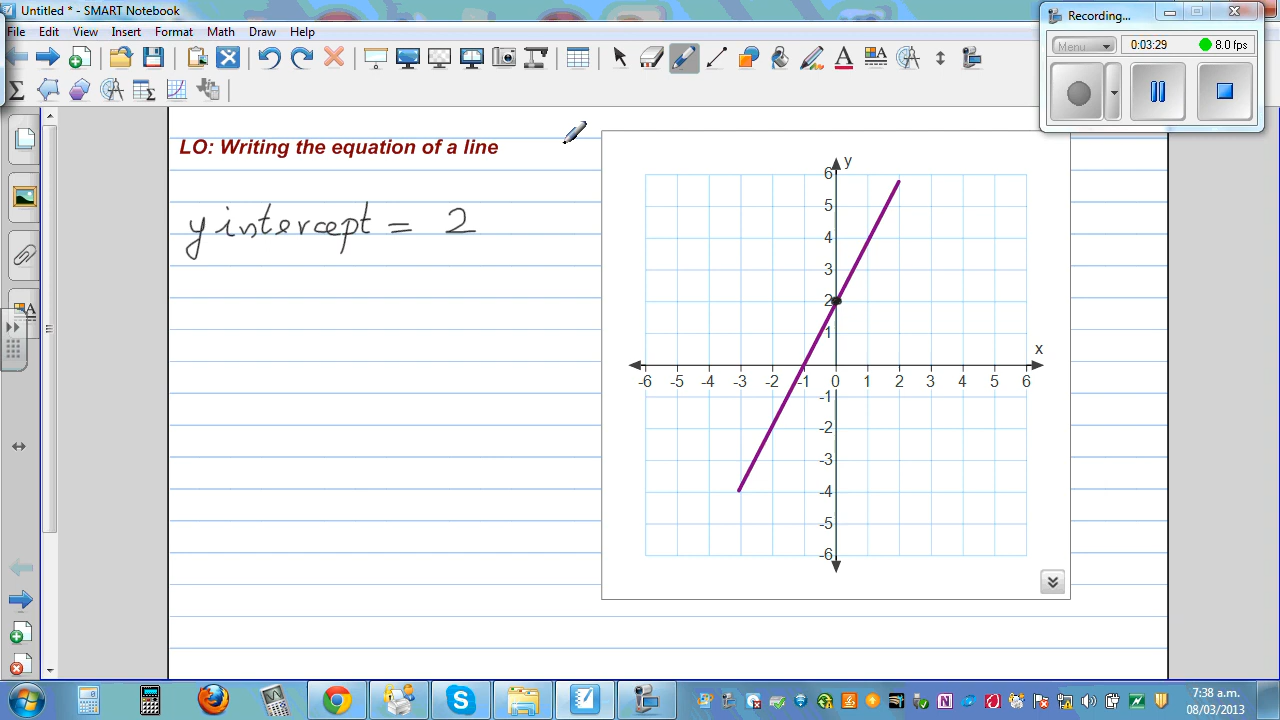 Untitled * - SMART Notebook
File Edit View Insert Format Math Draw Help
Recording...
Menu 0:03:29 8.0 fps
LO: Writing the equation of a line
y intercept = 2
y
6
5
4
3
2
1
x
-6 -5 -4 -3 -2 -1 0 1 2 3 4 5 6
-1
-2
-3
-4
-5
-6
7:38 a.m.
08/03/2013